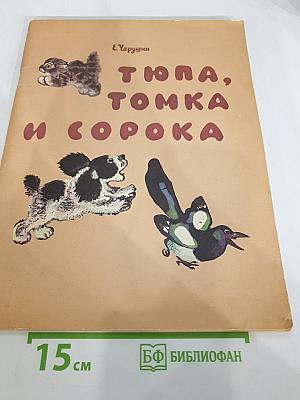 Е. Чарушин
ТЮПА,
ТОМКА
И СОРОКА
15 см
БФ БИБЛИОФАН